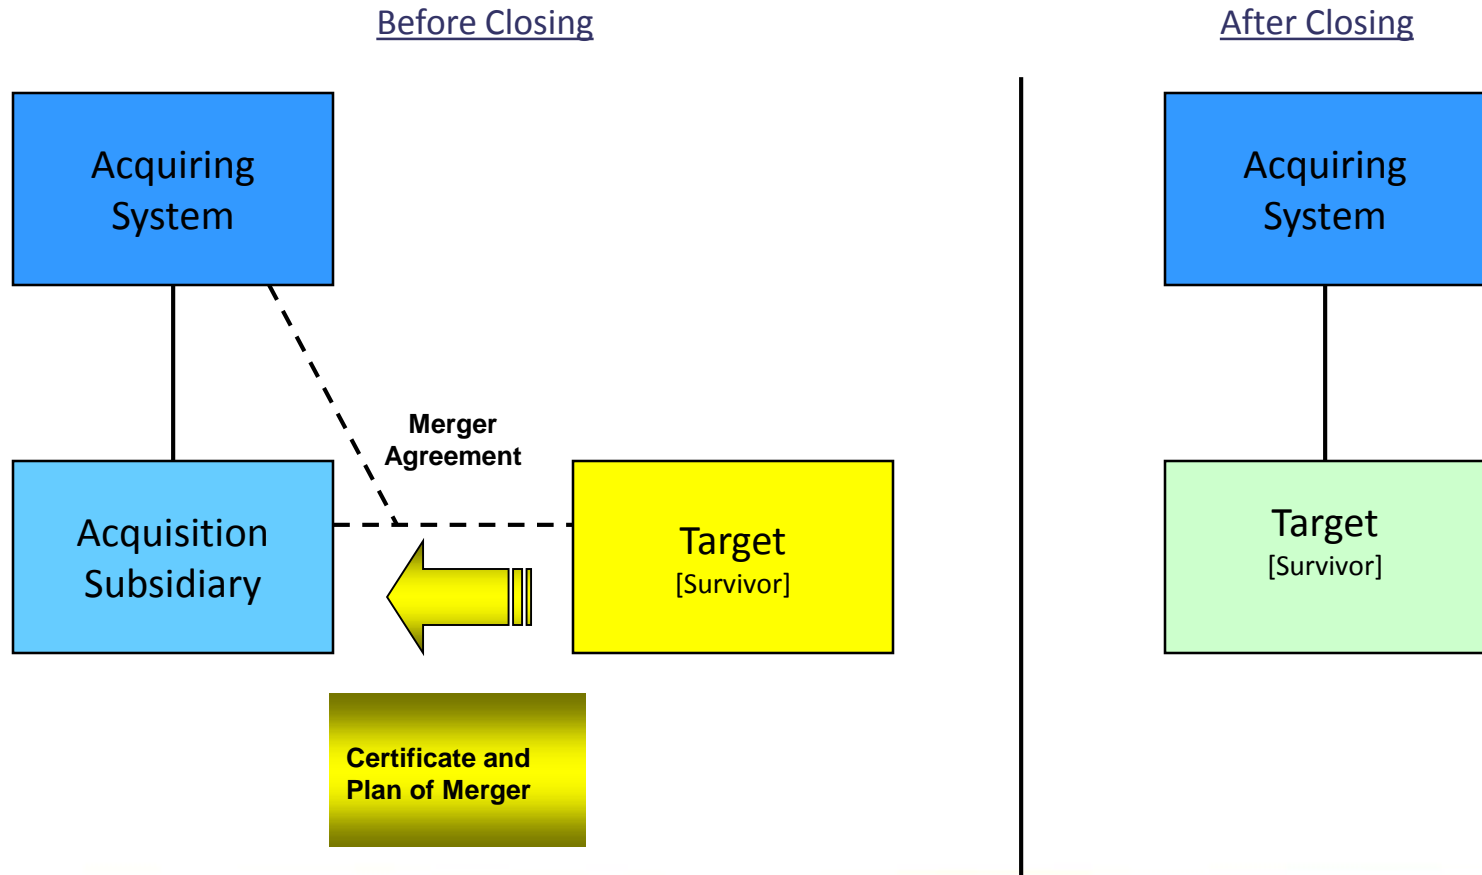 Before Closing
After Closing
Acquiring
System
Acquiring
System
Merger
Agreement
Acquisition
Subsidiary
Target
[Survivor]
Target
[Survivor]
Certificate and
Plan of Merger